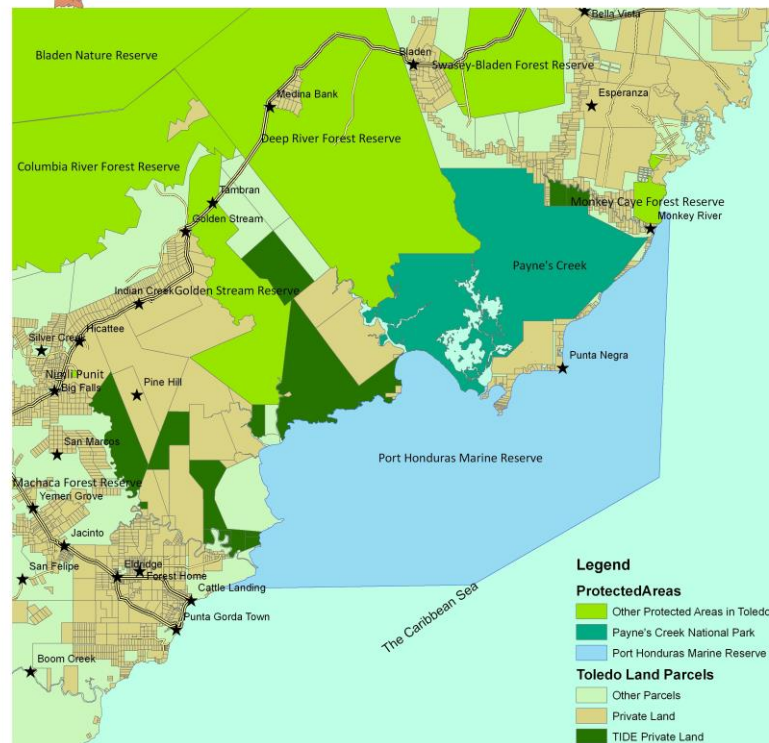 Bella Vista
Bladen Nature Reserve
Bladen
Swasey-Bladen Forest Reserve
Medina Bank
Esperanza
Deep River Forest Reserve
Columbia River Forest Reserve
Tambran
Monkey Caye Forest Reserve
Golden Stream
Monkey River
Payne's Creek
Indian Creek
Golden Stream Reserve
Hicattee
Silver Creek
Punta Negra
Nimli Punit
Big Falls
Pine Hill
San Marcos
Port Honduras Marine Reserve
Machaca Forest Reserve
Yemen Grove
Jacinto
San Felipe
Eldridge
Forest Home
Cattle Landing
Punta Gorda Town
The Caribbean Sea
Boom Creek
Legend
ProtectedAreas
Other Protected Areas in Toledo
Payne's Creek National Park
Port Honduras Marine Reserve
Toledo Land Parcels
Other Parcels
Private Land
TIDE Private Land